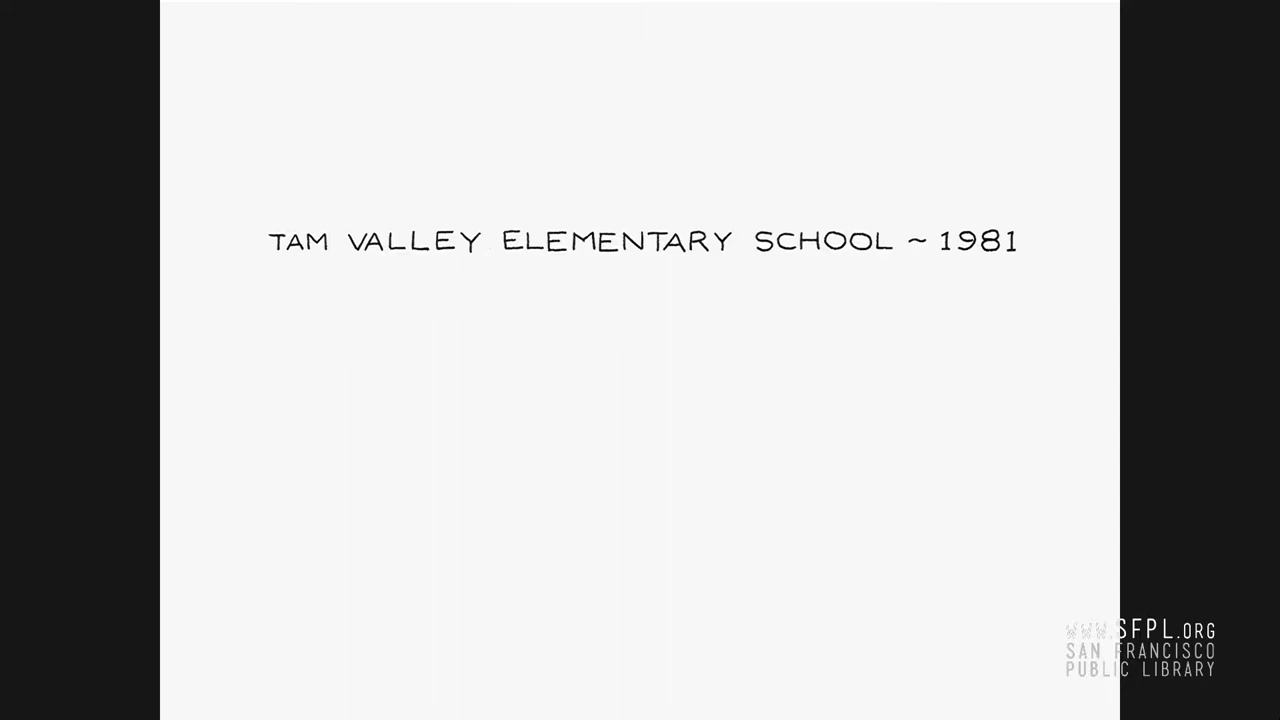 TAM VALLEY ELEMENTARY SCHOOL ~ 1981
www.SFPL.ORG
SAN FRANCISCO
PUBLIC LIBRARY